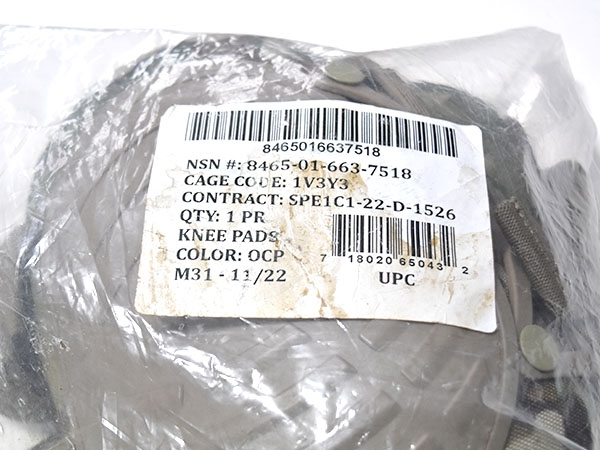 8465016637518
NSN #: 8465-01-663-7518
CAGE CODE: 1V3Y3
CONTRACT: SPE1C1-22-D-1526
QTY: 1 PR
KNEE PADS
COLOR: OCP
7 18020 65043 2
M31 - 11/22
UPC